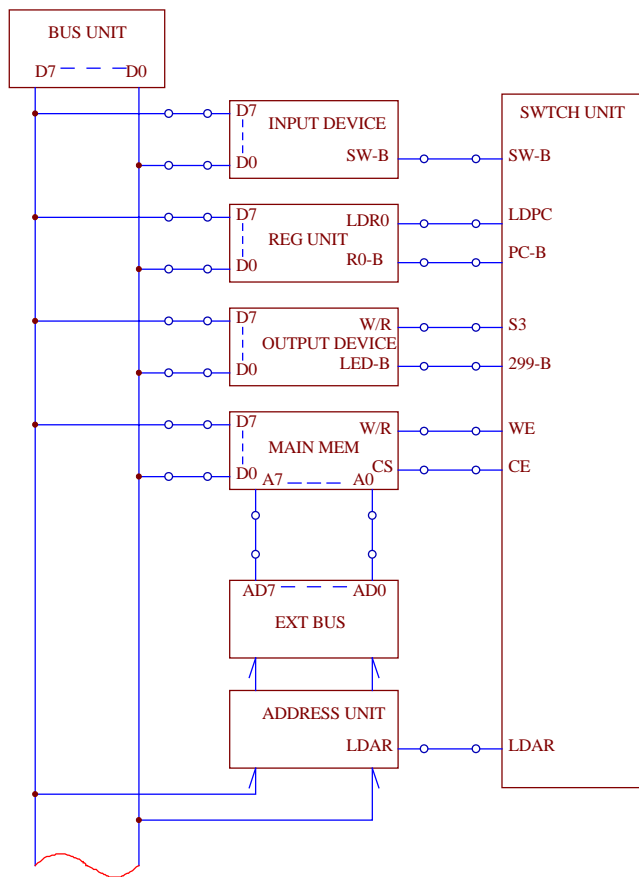 BUS UNIT
D7 D0
D7 INPUT DEVICE
D0 SW-B
SWTCH UNIT
SW-B
D7 LDR0 LDPC
REG UNIT
D0 R0-B PC-B
D7 W/R S3
OUTPUT DEVICE
D0 LED-B 299-B
D7 W/R WE
MAIN MEM
D0 CS CE
A7 A0
AD7 AD0
EXT BUS
ADDRESS UNIT
LDAR LDAR